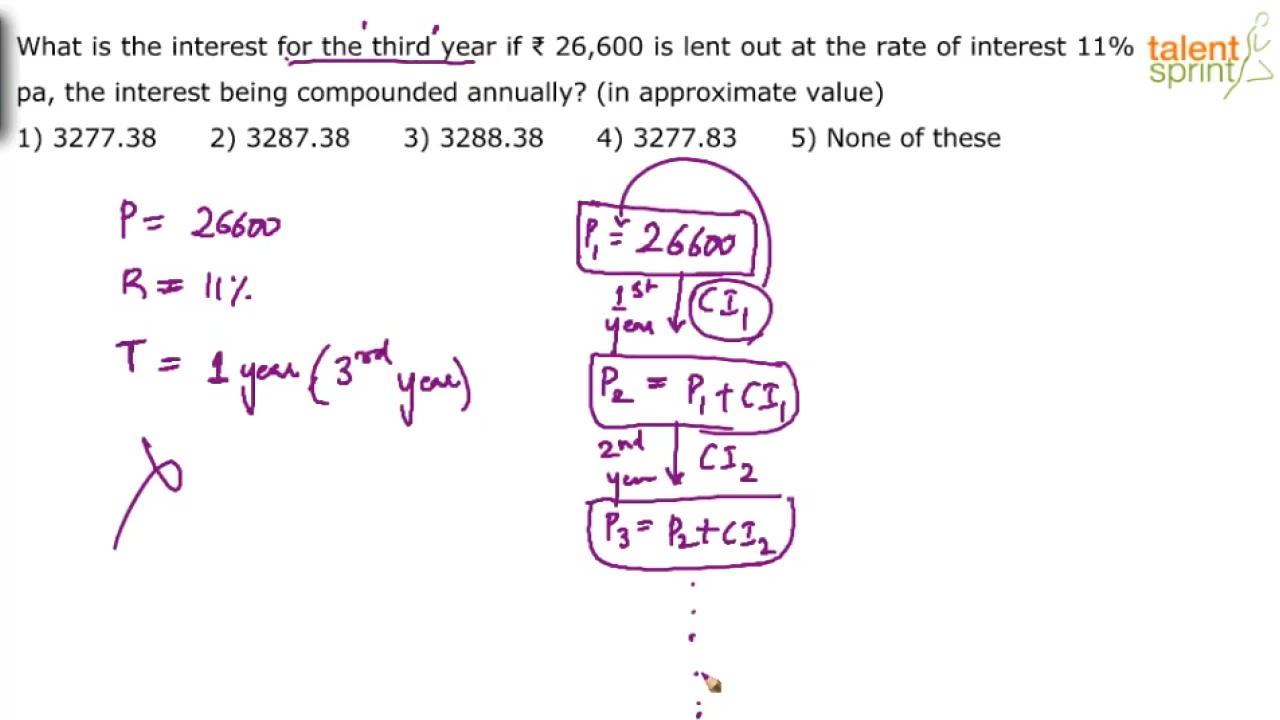 What is the interest for the third year if ₹ 26,600 is lent out at the rate of interest 11%
pa, the interest being compounded annually? (in approximate value)
1) 3277.38 2) 3287.38 3) 3288.38 4) 3277.83 5) None of these
talent
sprint
P = 26600
R = 11%
T = 1 year (3rd year)
P1 = 26600
1st year CI1
P2 = P1 + CI1
2nd year CI2
P3 = P2 + CI2